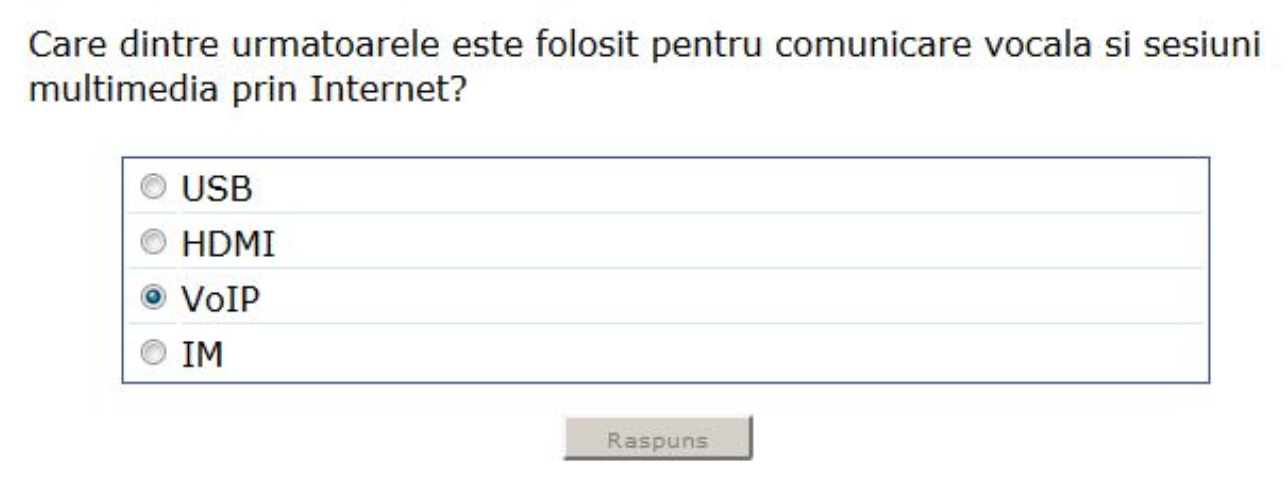 Care dintre urmatoarele este folosit pentru comunicare vocala si sesiuni
multimedia prin Internet?
USB
HDMI
VoIP
IM
Raspuns